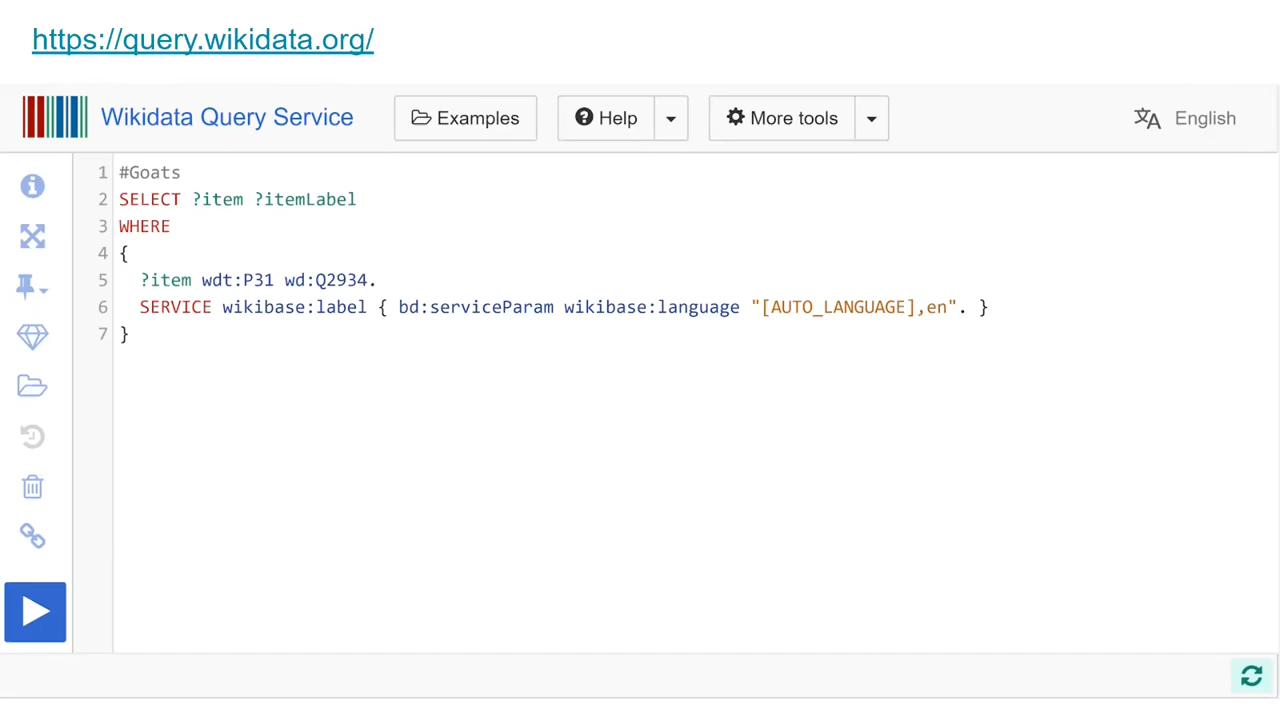 https://query.wikidata.org/
Wikidata Query Service
Examples
Help
More tools
English
1 #Goats
2 SELECT ?item ?itemLabel
3 WHERE
4 {
5 ?item wdt:P31 wd:Q2934.
6 SERVICE wikibase:label { bd:serviceParam wikibase:language "[AUTO_LANGUAGE],en". }
7 }